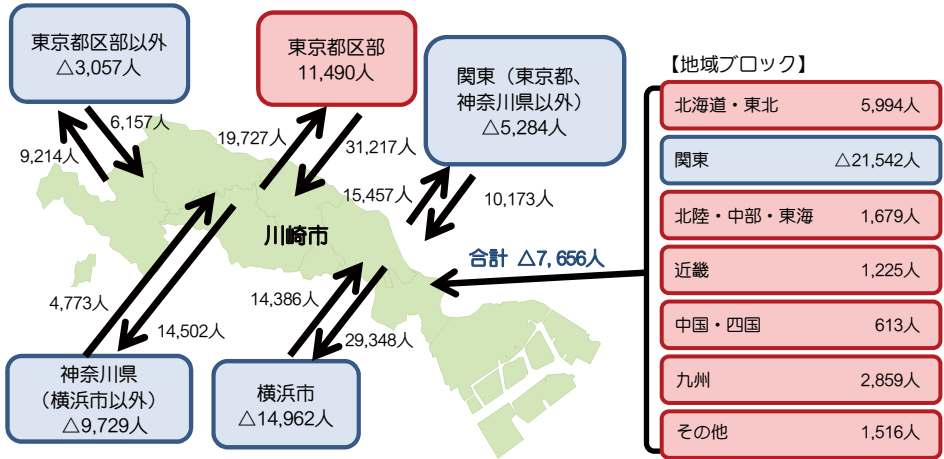 東京都区部以外
△3,057人
東京都区部
11,490人
関東（東京都、
神奈川県以外）
△5,284人
9,214人
6,157人
19,727人
31,217人
15,457人
10,173人
川崎市
合計 △7,656人
4,773人
14,502人
14,386人
29,348人
神奈川県
（横浜市以外）
△9,729人
横浜市
△14,962人
【地域ブロック】
北海道・東北 5,994人
関東 △21,542人
北陸・中部・東海 1,679人
近畿 1,225人
中国・四国 613人
九州 2,859人
その他 1,516人